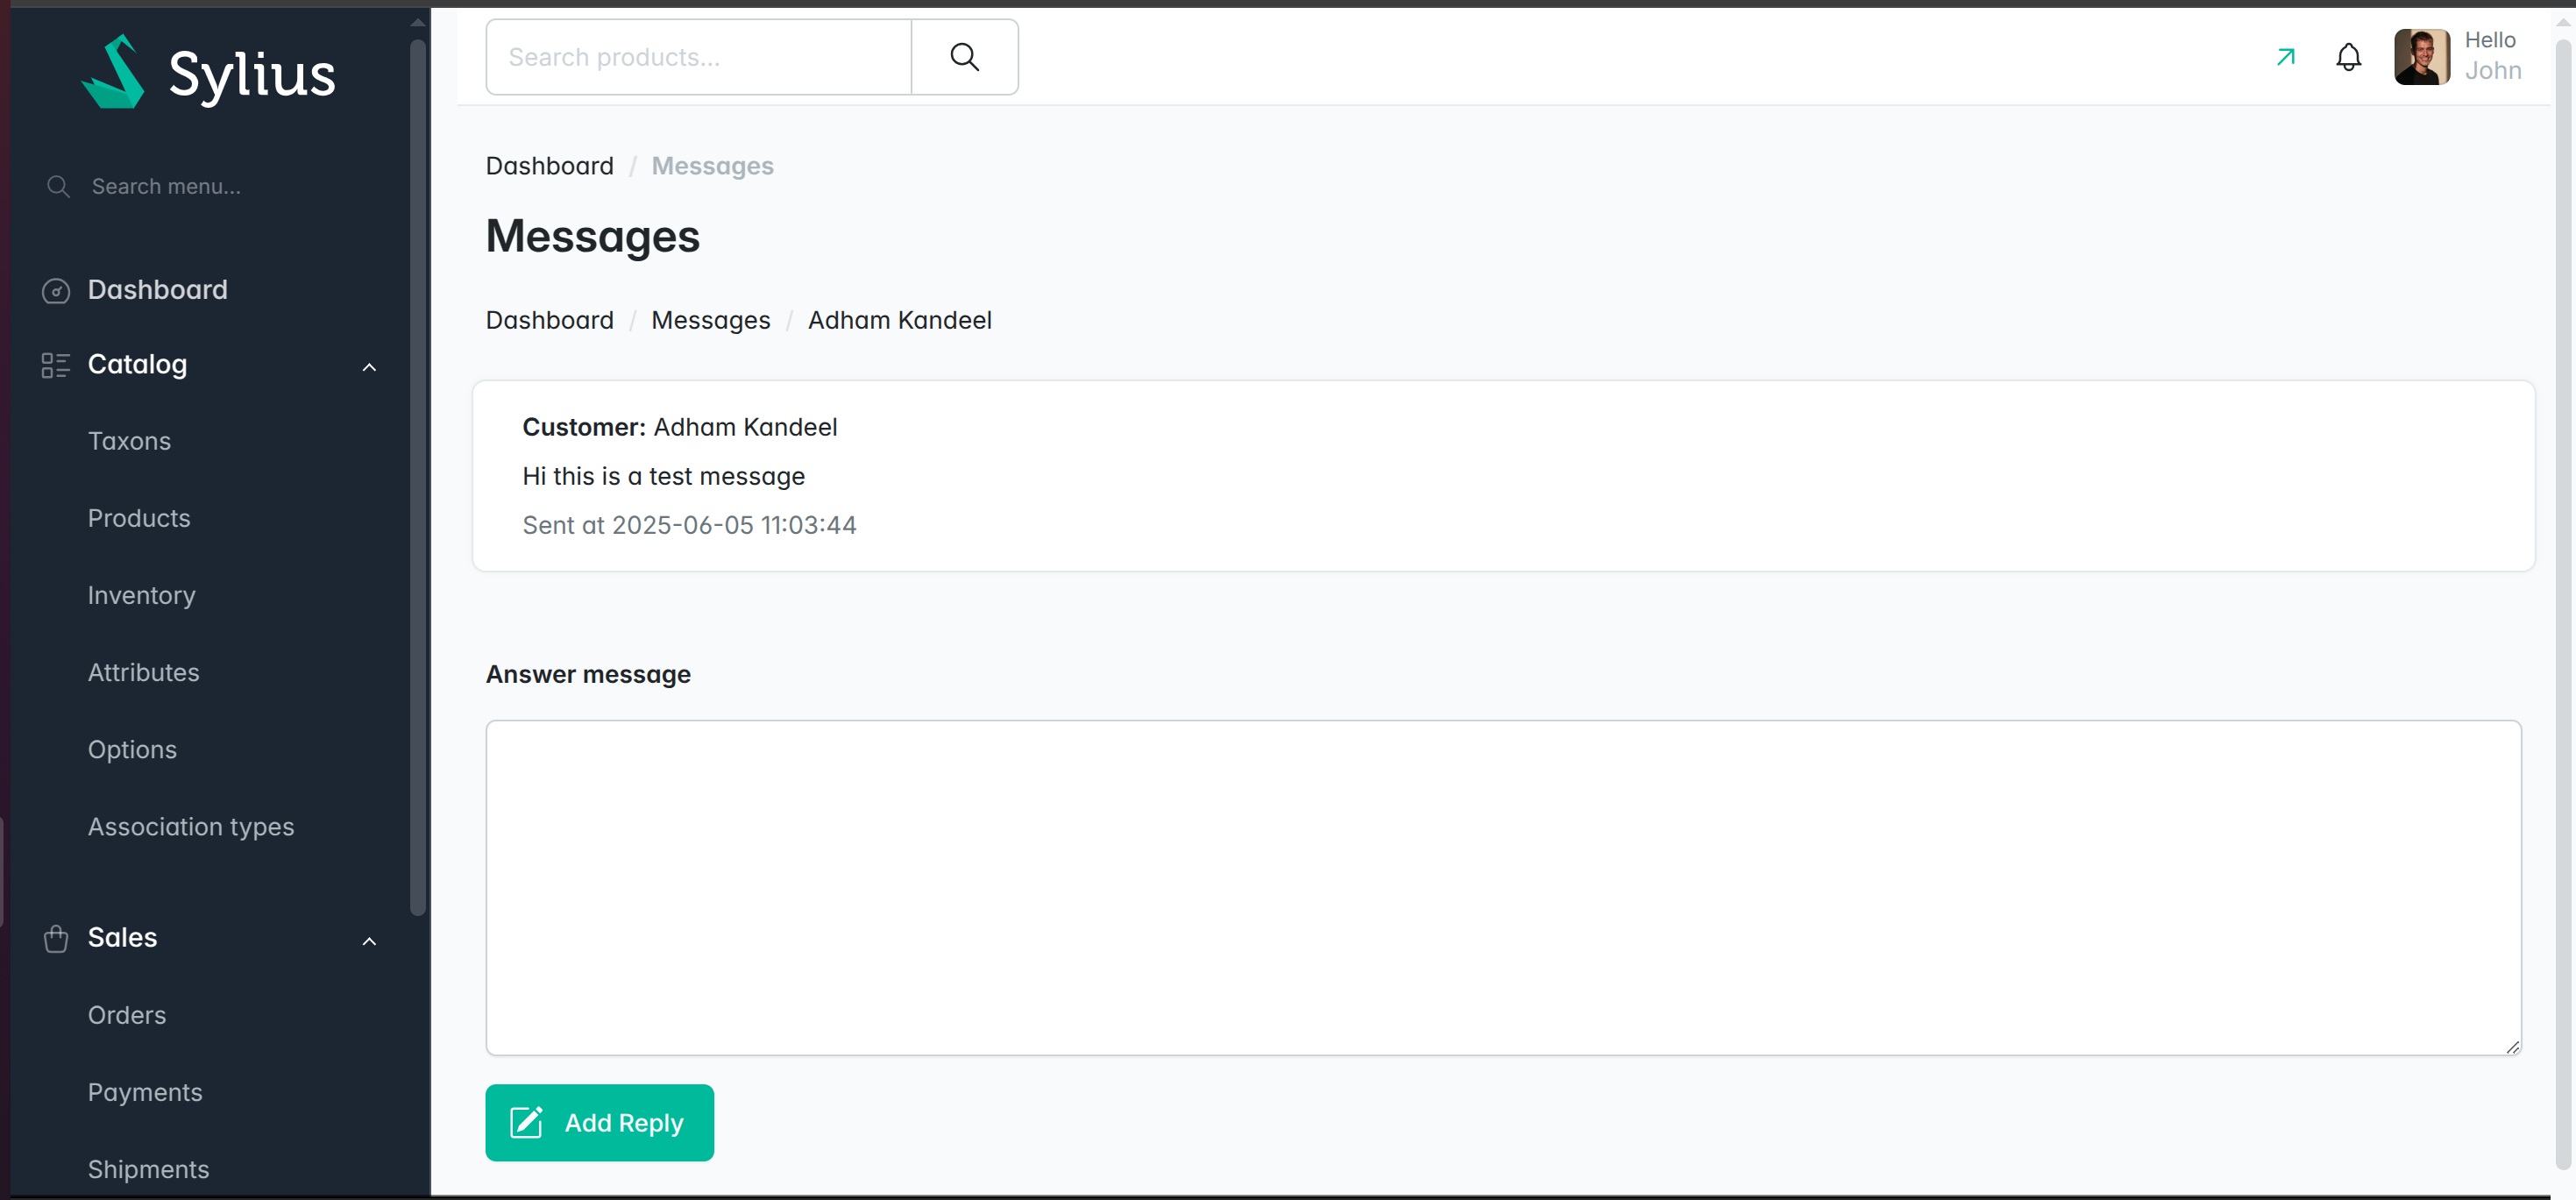 Sylius
Search menu...
Dashboard
Catalog
Taxons
Products
Inventory
Attributes
Options
Association types
Sales
Orders
Payments
Shipments
Search products...
Hello
John
Dashboard / Messages
Messages
Dashboard / Messages / Adham Kandeel
Customer: Adham Kandeel
Hi this is a test message
Sent at 2025-06-05 11:03:44
Answer message
Add Reply